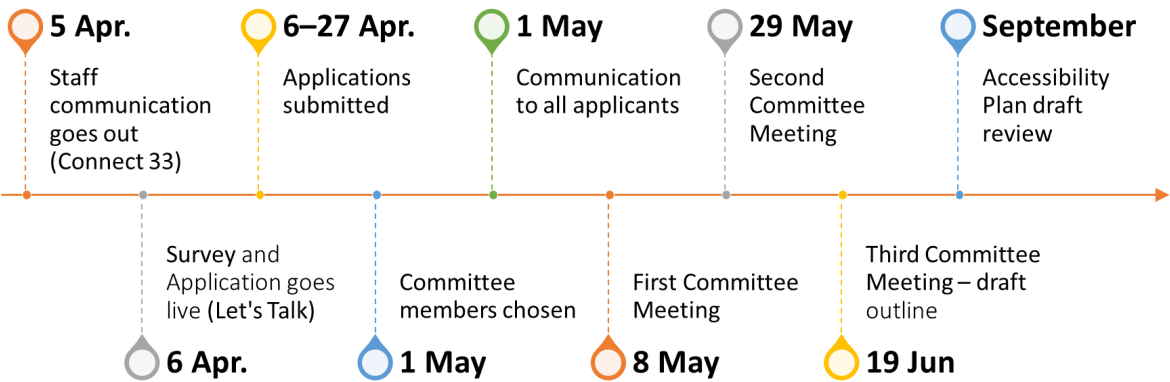 5 Apr.
Staff
communication
goes out
(Connect 33)
6–27 Apr.
Applications
submitted
1 May
Communication
to all applicants
29 May
Second
Committee
Meeting
September
Accessibility
Plan draft
review
Survey and
Application goes
live (Let's Talk)
6 Apr.
Committee
members chosen
1 May
First Committee
Meeting
8 May
Third Committee
Meeting – draft
outline
19 Jun